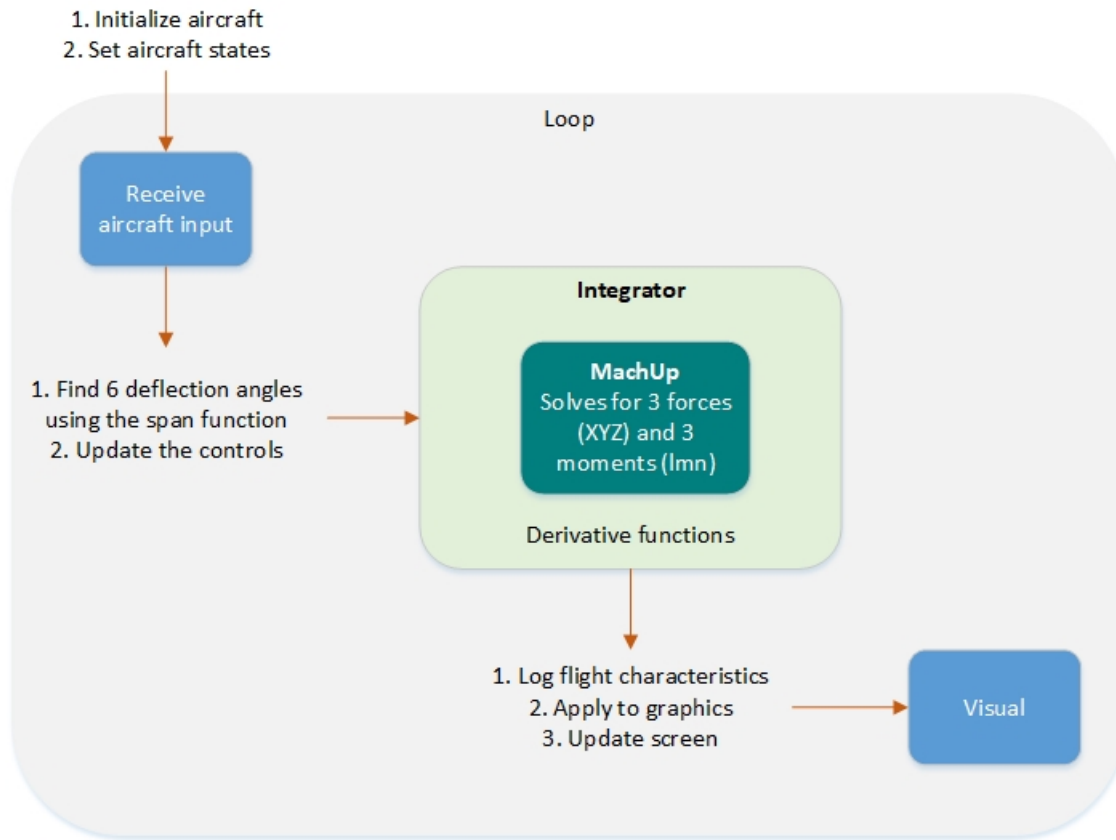 1. Initialize aircraft
2. Set aircraft states
Loop
Receive
aircraft input
1. Find 6 deflection angles
using the span function
2. Update the controls
Integrator
MachUp
Solves for 3 forces
(XYZ) and 3
moments (lmn)
Derivative functions
1. Log flight characteristics
2. Apply to graphics
3. Update screen
Visual